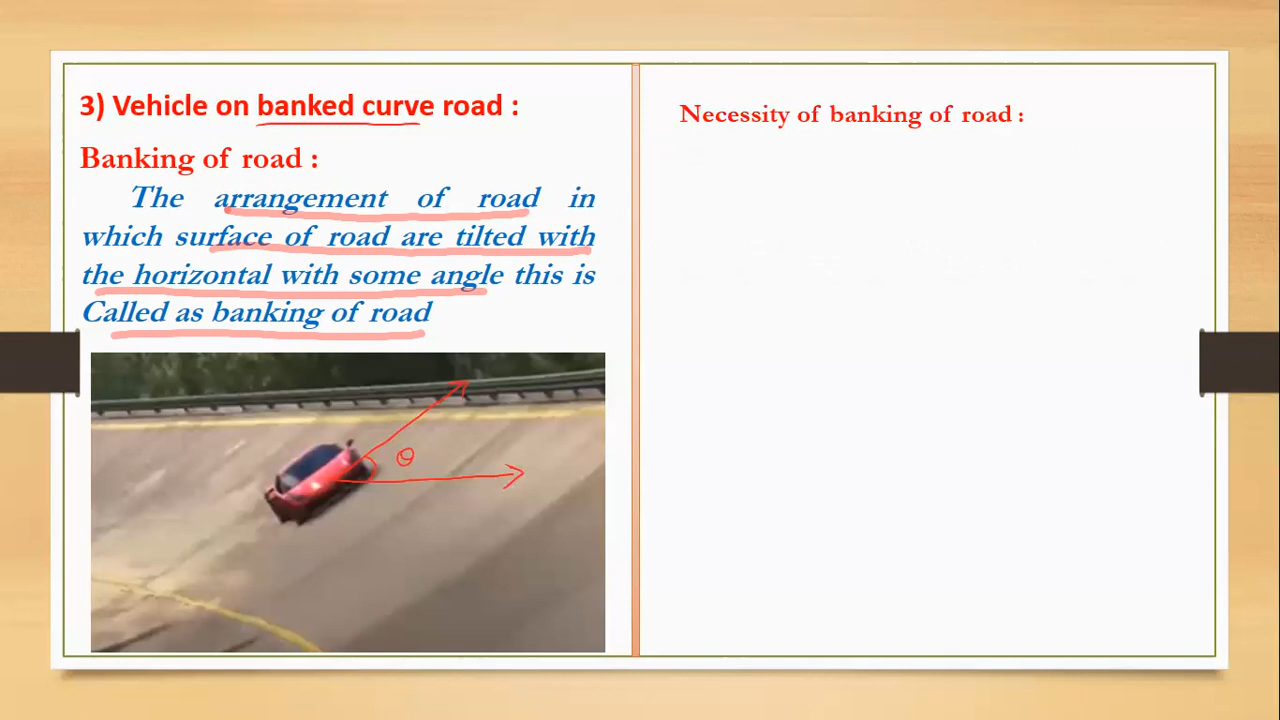 3) Vehicle on banked curve road :
Banking of road :
The arrangement of road in
which surface of road are tilted with
the horizontal with some angle this is
Called as banking of road
θ
Necessity of banking of road :